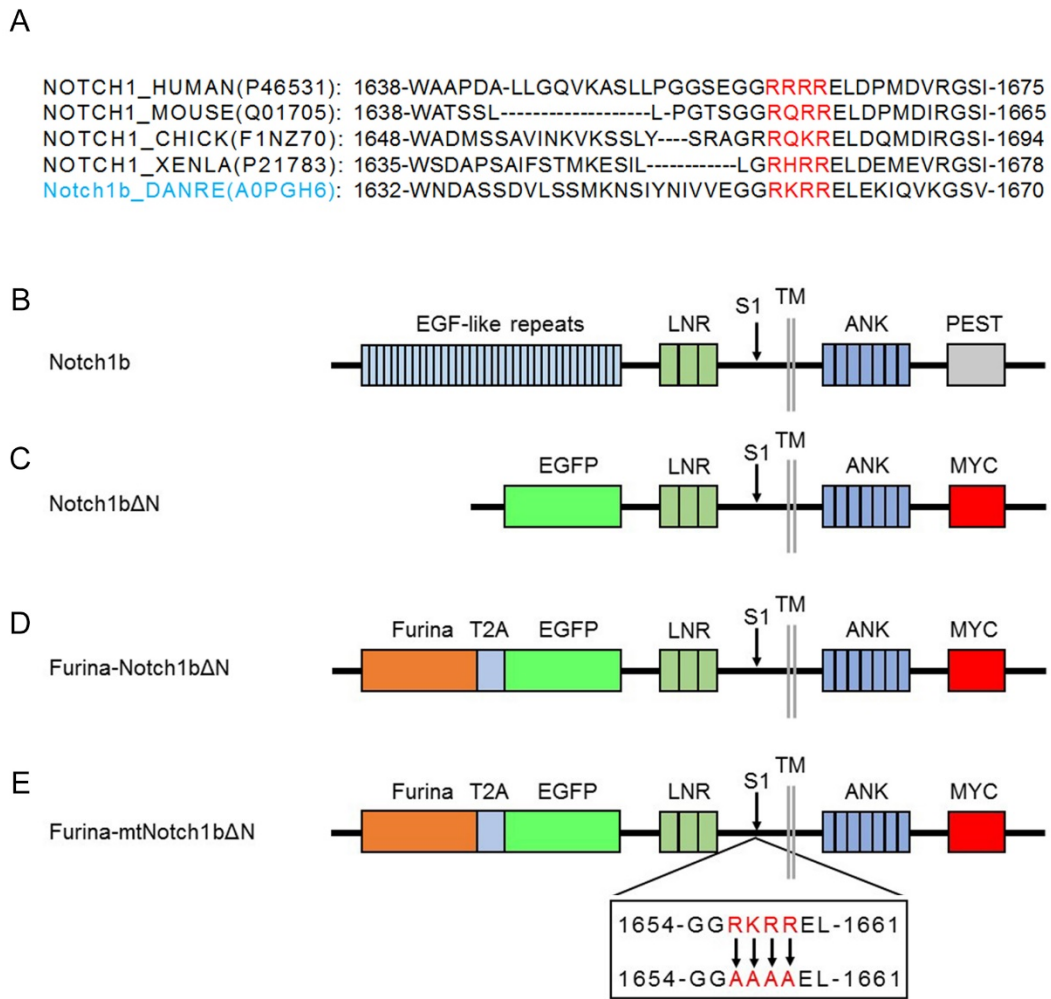 A
NOTCH1_HUMAN(P46531): 1638-WAAPDA-LLGQVKASLLPGGSEGGRRRRELDPMDVRGSI-1675
NOTCH1_MOUSE(Q01705): 1638-WATSSL-------------------L-PGTSGGRQRRELDPMDIRGSI-1665
NOTCH1_CHICK(F1NZ70): 1648-WADMSSAVINKVKSSLY----SRAGRRQKRELDQMDIRGSI-1694
NOTCH1_XENLA(P21783): 1635-WSDAPSAIFSTMKESIL------------LGRHRRELDEMEVRGSI-1678
Notch1b_DANRE(A0PGH6): 1632-WNDASSDVLSSMKNSIYNIVVEGGRKRRELEKIQVKGSV-1670
B
Notch1b
EGF-like repeats
LNR
S1
TM
ANK
PEST
C
Notch1bΔN
EGFP
LNR
S1
TM
ANK
MYC
D
Furina-Notch1bΔN
Furina
T2A
EGFP
LNR
S1
TM
ANK
MYC
E
Furina-mtNotch1bΔN
Furina
T2A
EGFP
LNR
S1
TM
ANK
MYC
1654-GGRKRREL-1661
1654-GGAAAAEL-1661